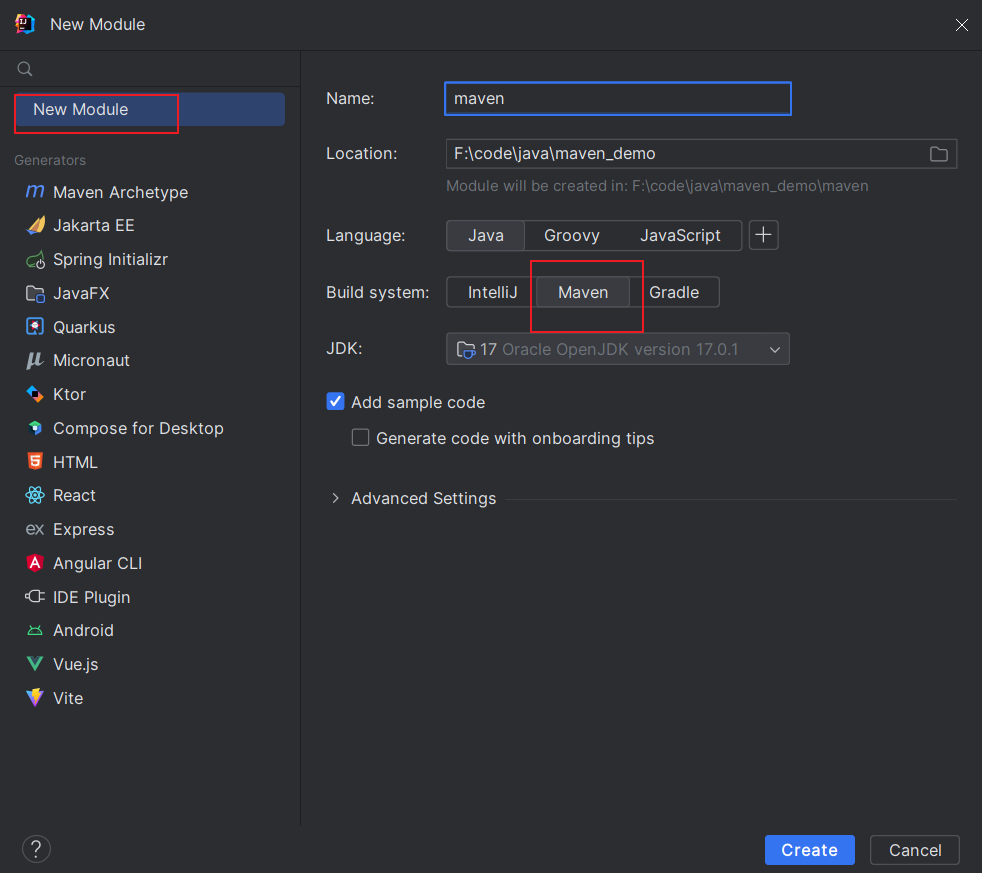 New Module
New Module
Generators
Maven Archetype
Jakarta EE
Spring Initializr
JavaFX
Quarkus
Micronaut
Ktor
Compose for Desktop
HTML
React
Express
Angular CLI
IDE Plugin
Android
Vue.js
Vite
Name: maven
Location: F:\code\java\maven_demo
Module will be created in: F:\code\java\maven_demo\maven
Language: Java Groovy JavaScript
Build system: IntelliJ Maven Gradle
JDK: 17 Oracle OpenJDK version 17.0.1
Add sample code
Generate code with onboarding tips
Advanced Settings
? Create Cancel